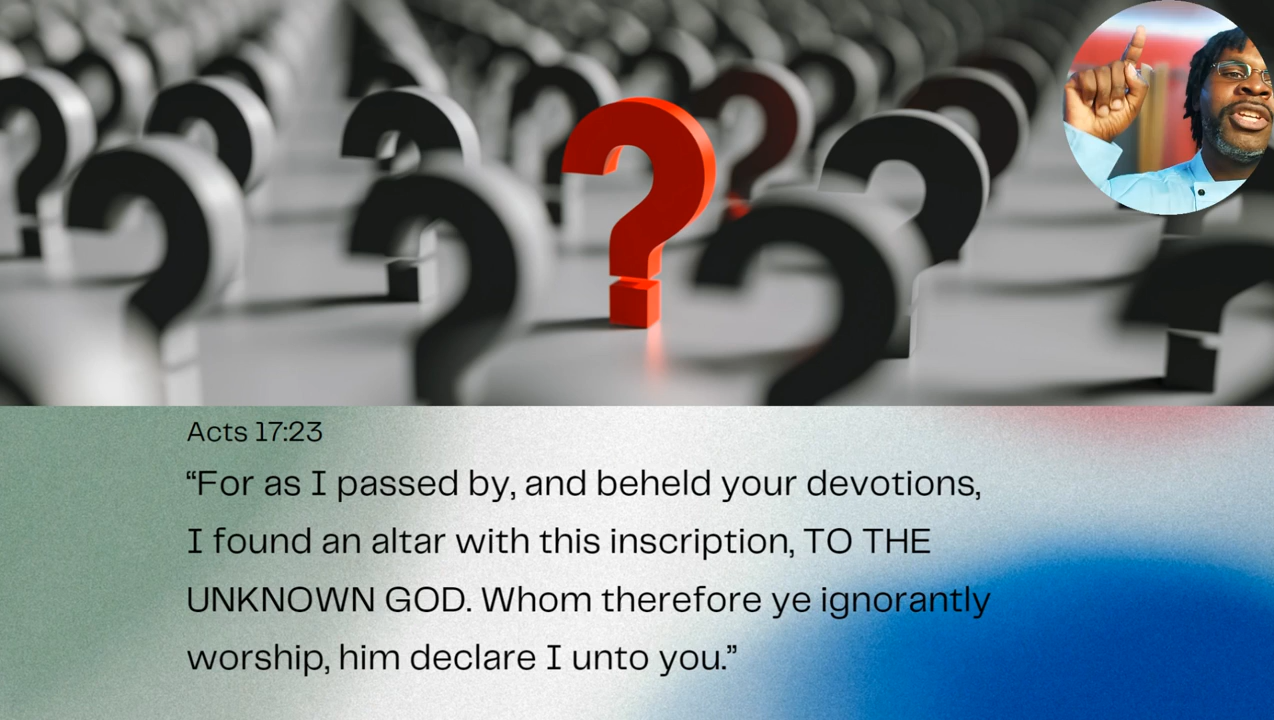 Acts 17:23
“For as I passed by, and beheld your devotions,
I found an altar with this inscription, TO THE
UNKNOWN GOD. Whom therefore ye ignorantly
worship, him declare I unto you.”